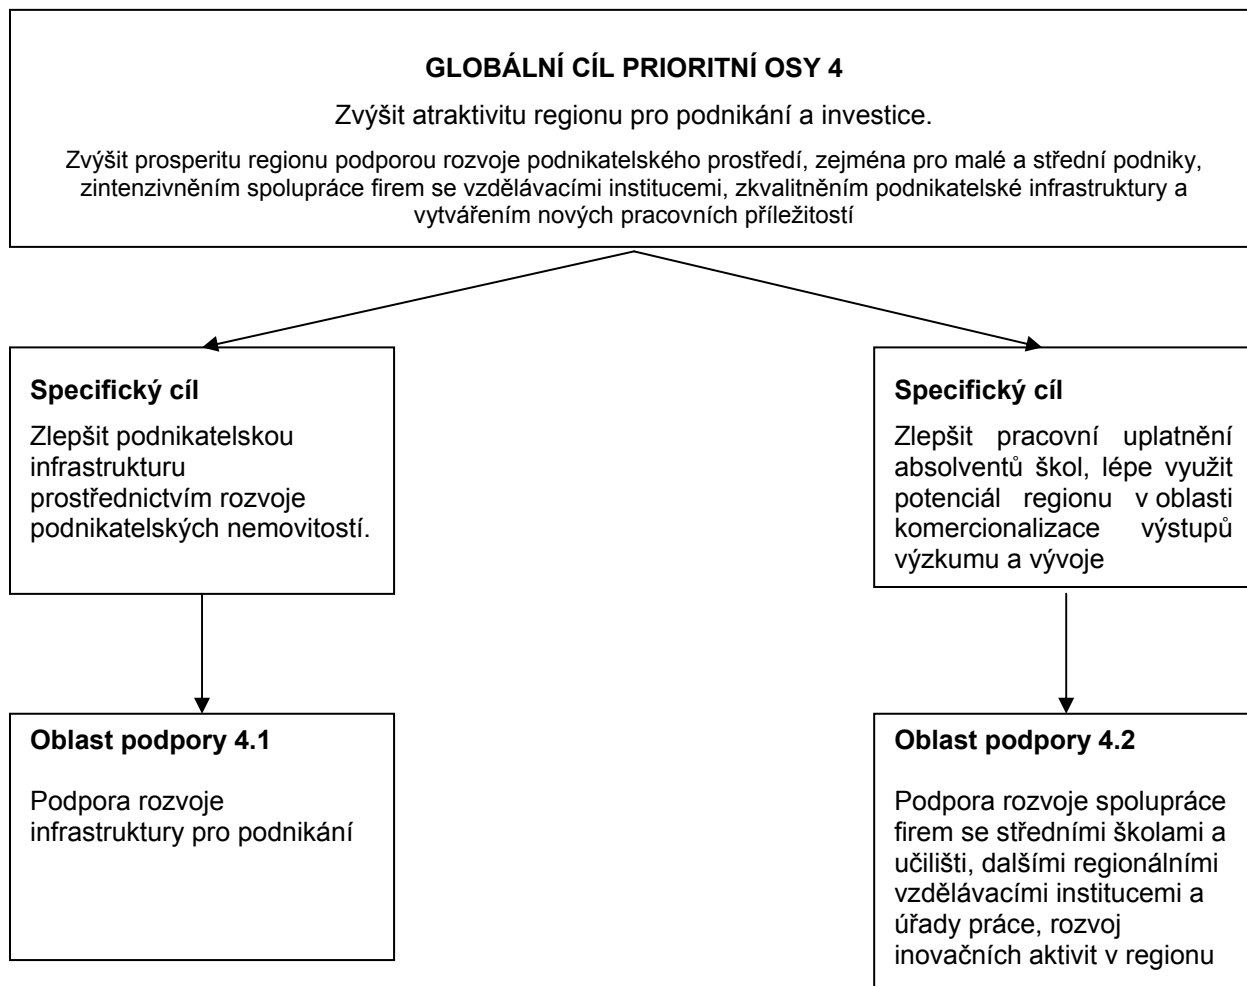 GLOBÁLNÍ CÍL PRIORITNÍ OSY 4
Zvýšit atraktivitu regionu pro podnikání a investice.
Zvýšit prosperitu regionu podporou rozvoje podnikatelského prostředí, zejména pro malé a střední podniky,
zintenzivněním spolupráce firem se vzdělávacími institucemi, zkvalitněním podnikatelské infrastruktury a
vytvářením nových pracovních příležitostí
Specifický cíl
Zlepšit podnikatelskou
infrastrukturu
prostřednictvím rozvoje
podnikatelských nemovitostí.
Specifický cíl
Zlepšit pracovní uplatnění
absolventů škol, lépe využit
potenciál regionu v oblasti
komercionalizace výstupů
výzkumu a vývoje
Oblast podpory 4.1
Podpora rozvoje
infrastruktury pro podnikání
Oblast podpory 4.2
Podpora rozvoje spolupráce
firem se středními školami a
učilišti, dalšími regionálními
vzdělávacími institucemi a
úřady práce, rozvoj
inovačních aktivit v regionu